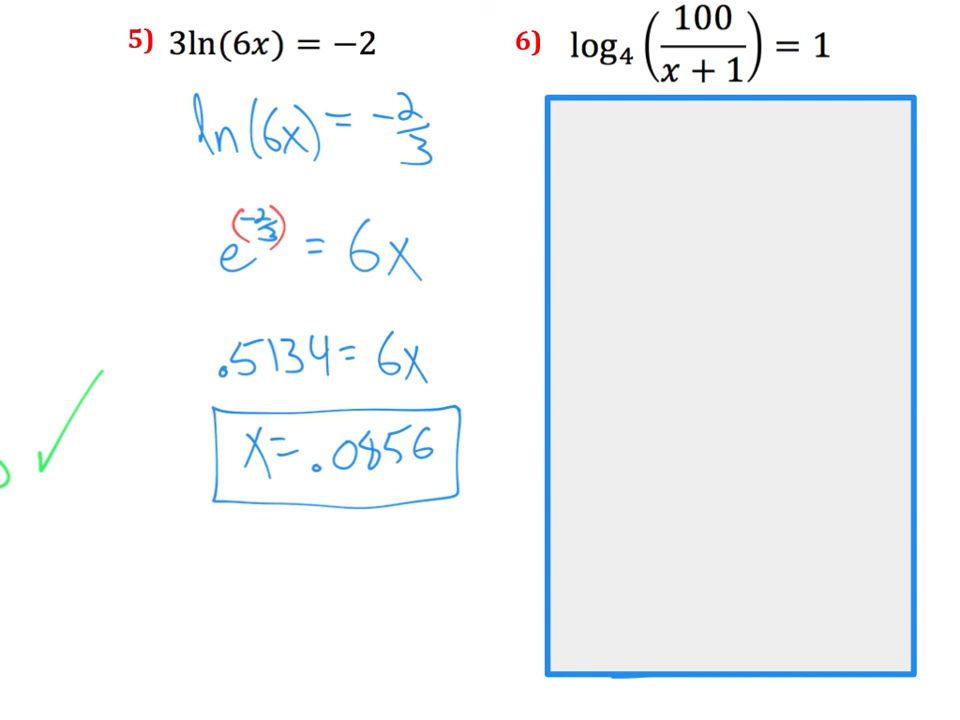 5) 3ln(6x) = −2
ln(6x) = -2/3
e^(-2/3) = 6x
.5134 = 6x
x = .0856
6) log₄(100/(x + 1)) = 1